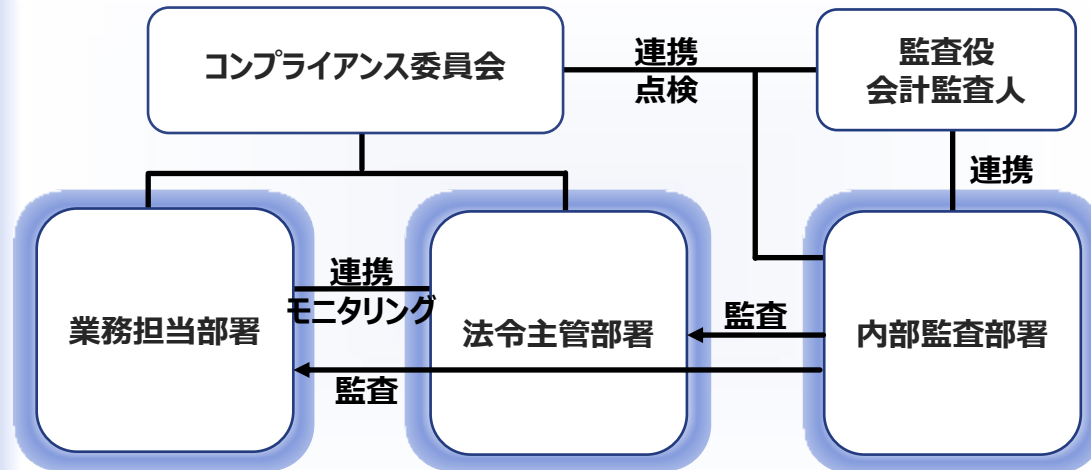 コンプライアンス委員会
連携
点検
監査役
会計監査人
連携
業務担当部署
連携
モニタリング
法令主管部署
監査
内部監査部署
監査